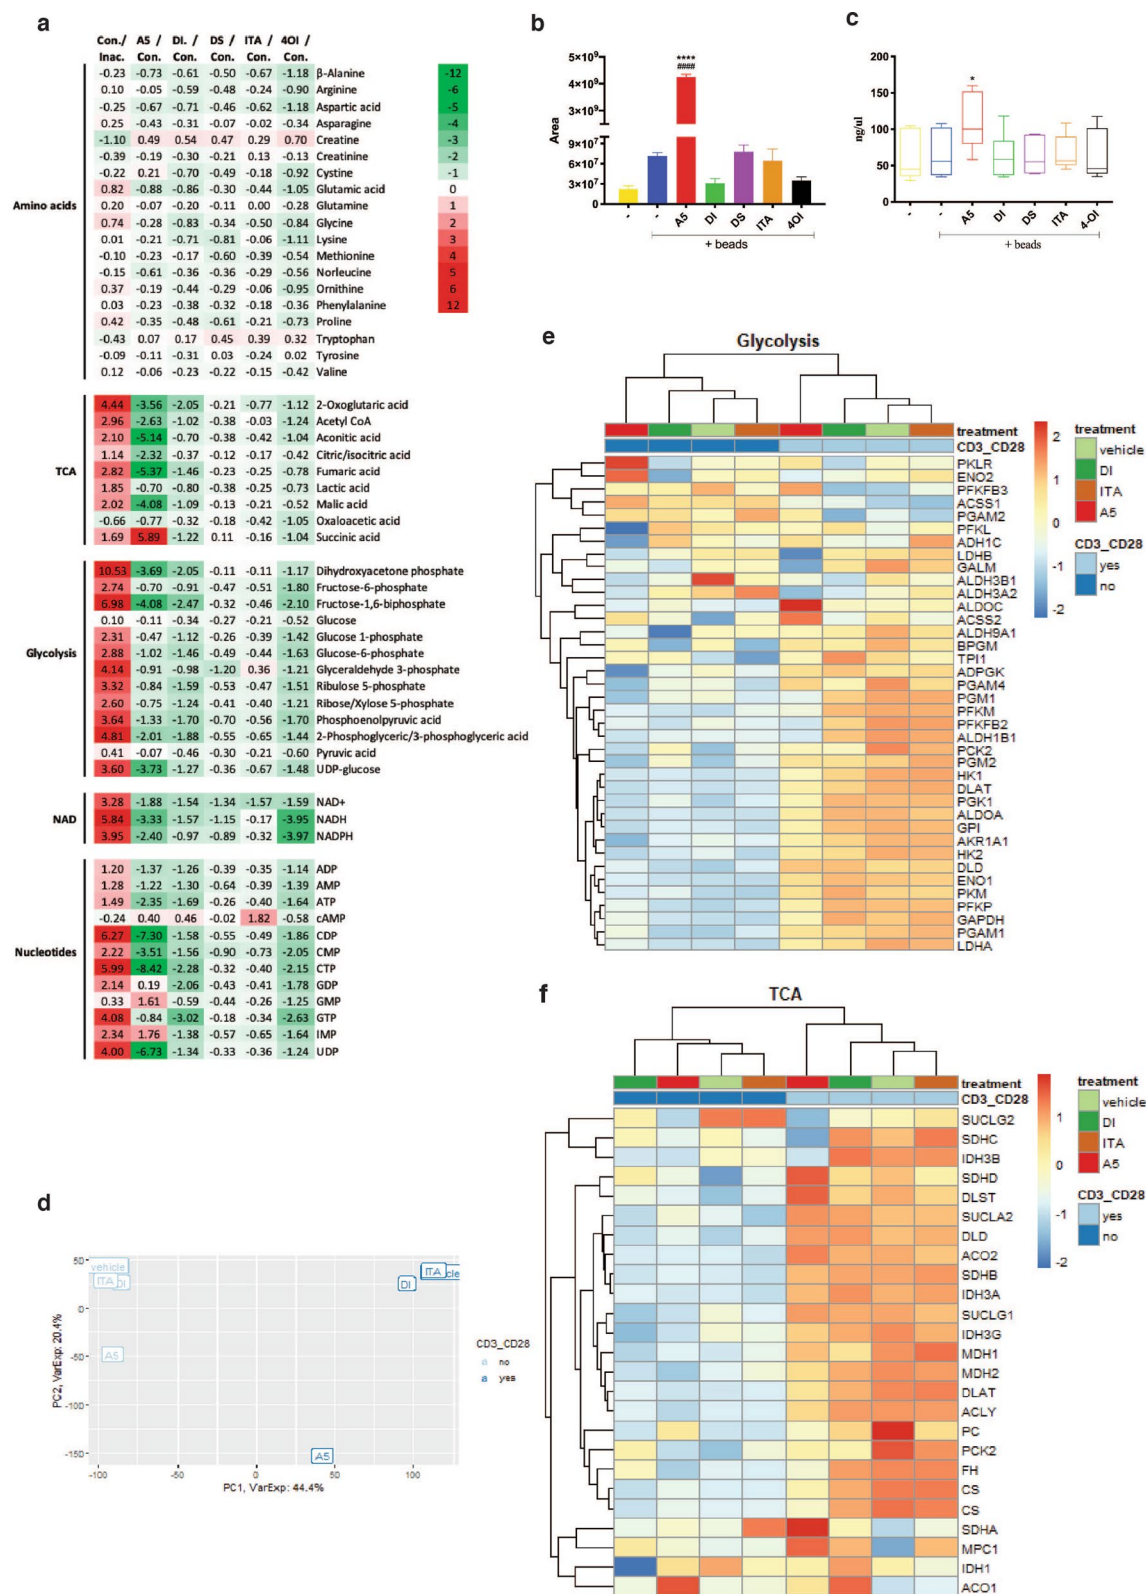 a
Con./ A5 / DI. / DS / ITA / 4OI /
Inac. Con. Con. Con. Con. Con.
Amino acids
-0.23 -0.73 -0.61 -0.50 -0.67 -1.18 β-Alanine
0.10 -0.05 -0.59 -0.48 -0.24 -0.90 Arginine
-0.25 -0.67 -0.71 -0.46 -0.62 -1.18 Aspartic acid
0.25 -0.43 -0.31 -0.07 -0.02 -0.34 Asparagine
-1.10 0.49 0.54 0.47 0.29 0.70 Creatine
-0.39 -0.19 -0.30 -0.21 0.13 -0.13 Creatinine
-0.22 0.21 -0.70 -0.49 -0.18 -0.92 Cystine
0.82 -0.88 -0.86 -0.30 -0.44 -1.05 Glutamic acid
0.20 -0.07 -0.20 -0.11 0.00 -0.28 Glutamine
0.74 -0.28 -0.83 -0.34 -0.50 -0.84 Glycine
0.01 -0.21 -0.71 -0.81 -0.06 -1.11 Lysine
-0.10 -0.23 -0.17 -0.60 -0.39 -0.54 Methionine
-0.15 -0.61 -0.36 -0.36 -0.29 -0.56 Norleucine
0.37 -0.19 -0.44 -0.29 -0.06 -0.95 Ornithine
0.03 -0.23 -0.38 -0.32 -0.18 -0.36 Phenylalanine
0.42 -0.35 -0.48 -0.61 -0.21 -0.73 Proline
-0.43 0.07 0.17 0.45 0.39 0.32 Tryptophan
-0.09 -0.11 -0.31 0.03 -0.24 0.02 Tyrosine
0.12 -0.06 -0.23 -0.22 -0.15 -0.42 Valine
-12
-6
-5
-4
-3
-2
-1
0
1
2
3
4
5
6
12
TCA
4.44 -3.56 -2.05 -0.21 -0.77 -1.12 2-Oxoglutaric acid
2.96 -2.63 -1.02 -0.38 -0.03 -1.24 Acetyl CoA
2.10 -5.14 -0.70 -0.38 -0.42 -1.04 Aconitic acid
1.14 -2.32 -0.37 -0.12 -0.17 -0.42 Citric/isocitric acid
2.82 -5.37 -1.46 -0.23 -0.25 -0.78 Fumaric acid
1.85 -0.70 -0.80 -0.38 -0.25 -0.73 Lactic acid
2.02 -4.08 -1.09 -0.13 -0.21 -0.52 Malic acid
-0.66 -0.77 -0.32 -0.18 -0.42 -1.05 Oxaloacetic acid
1.69 5.89 -1.22 0.11 -0.16 -1.04 Succinic acid
Glycolysis
10.53 -3.69 -2.05 -0.11 -0.11 -1.17 Dihydroxyacetone phosphate
2.74 -0.70 -0.91 -0.47 -0.51 -1.80 Fructose-6-phosphate
6.98 -4.08 -2.47 -0.32 -0.46 -2.10 Fructose-1,6-biphosphate
0.10 -0.11 -0.34 -0.27 -0.21 -0.52 Glucose
2.31 -0.47 -1.12 -0.26 -0.39 -1.42 Glucose 1-phosphate
2.88 -1.02 -1.46 -0.49 -0.44 -1.63 Glucose-6-phosphate
4.14 -0.91 -0.98 -1.20 0.36 -1.21 Glyceraldehyde 3-phosphate
3.32 -0.84 -1.59 -0.53 -0.47 -1.51 Ribulose 5-phosphate
2.60 -0.75 -1.24 -0.41 -0.40 -1.21 Ribose/Xylose 5-phosphate
3.64 -1.33 -1.70 -0.70 -0.56 -1.70 Phosphoenolpyruvic acid
4.81 -2.01 -1.88 -0.55 -0.65 -1.44 2-Phosphoglyceric/3-phosphoglyceric acid
0.41 -0.07 -0.46 -0.30 -0.21 -0.60 Pyruvic acid
3.60 -3.73 -1.27 -0.36 -0.67 -1.48 UDP-glucose
NAD
3.28 -1.88 -1.54 -1.34 -1.57 -1.59 NAD+
5.84 -3.33 -1.57 -1.15 -0.17 -3.95 NADH
3.95 -2.40 -0.97 -0.89 -0.32 -3.97 NADPH
Nucleotides
1.20 -1.37 -1.26 -0.39 -0.35 -1.14 ADP
1.28 -1.22 -1.30 -0.64 -0.39 -1.39 AMP
1.49 -2.35 -1.69 -0.26 -0.40 -1.64 ATP
-0.24 0.40 0.46 -0.02 1.82 -0.58 cAMP
6.27 -7.30 -1.58 -0.55 -0.49 -1.86 CDP
2.22 -3.51 -1.56 -0.90 -0.73 -2.05 CMP
5.99 -8.42 -2.28 -0.32 -0.40 -2.15 CTP
2.14 0.19 -2.06 -0.43 -0.41 -1.78 GDP
0.33 1.61 -0.59 -0.44 -0.26 -1.25 GMP
4.08 -0.84 -3.02 -0.18 -0.34 -2.63 GTP
2.34 1.76 -1.38 -0.57 -0.65 -1.64 IMP
4.00 -6.73 -1.34 -0.33 -0.36 -1.24 UDP
b
Area
5×10⁹
4×10⁹
3×10⁹
9×10⁷
6×10⁷
3×10⁷
0
****
####
- - A5 DI DS ITA 4OI
+ beads
c
ng/ul
200
150
100
50
0
*
- - A5 DI DS ITA 4-OI
+ beads
d
PC2, VarExp: 20.4%
50
0
-50
-100
-150
vehicle
ITA DI
A5
DI
ITA cle
A5
-100 -50 0 50 100
PC1, VarExp: 44.4%
CD3_CD28
a no
a yes
e
Glycolysis
treatment
CD3_CD28
PKLR
ENO2
PFKFB3
ACSS1
PGAM2
PFKL
ADH1C
LDHB
GALM
ALDH3B1
ALDH3A2
ALDOC
ACSS2
ALDH9A1
BPGM
TPI1
ADPGK
PGAM4
PGM1
PFKM
PFKFB2
ALDH1B1
PCK2
PGM2
HK1
DLAT
PGK1
ALDOA
GPI
AKR1A1
HK2
DLD
ENO1
PKM
PFKP
GAPDH
PGAM1
LDHA
2
1
0
-1
-2
treatment
vehicle
DI
ITA
A5
CD3_CD28
yes
no
f
TCA
treatment
CD3_CD28
SUCLG2
SDHC
IDH3B
SDHD
DLST
SUCLA2
DLD
ACO2
SDHB
IDH3A
SUCLG1
IDH3G
MDH1
MDH2
DLAT
ACLY
PC
PCK2
FH
CS
CS
SDHA
MPC1
IDH1
ACO1
1
0
-1
-2
treatment
vehicle
DI
ITA
A5
CD3_CD28
yes
no